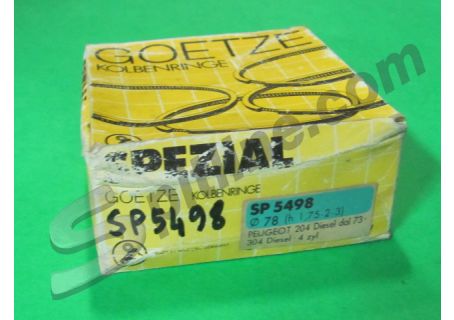 GOETZE
KOLBENRINGE
SPEZIAL
GOETZE KOLBENRINGE
SP5498
SP 5498
Ø 78 (h. 1,75-2-3)
PEUGEOT 204 Diesel dal 73-
304 Diesel - 4 zyl